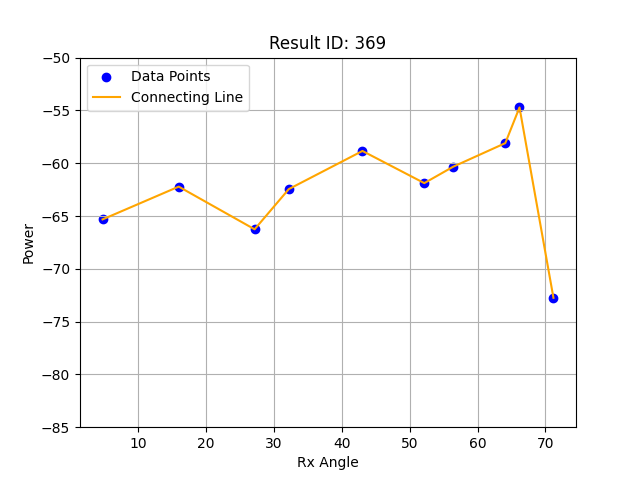 Result ID: 369
Data Points
Connecting Line
Power
−50
−55
−60
−65
−70
−75
−80
−85
10 20 30 40 50 60 70
Rx Angle